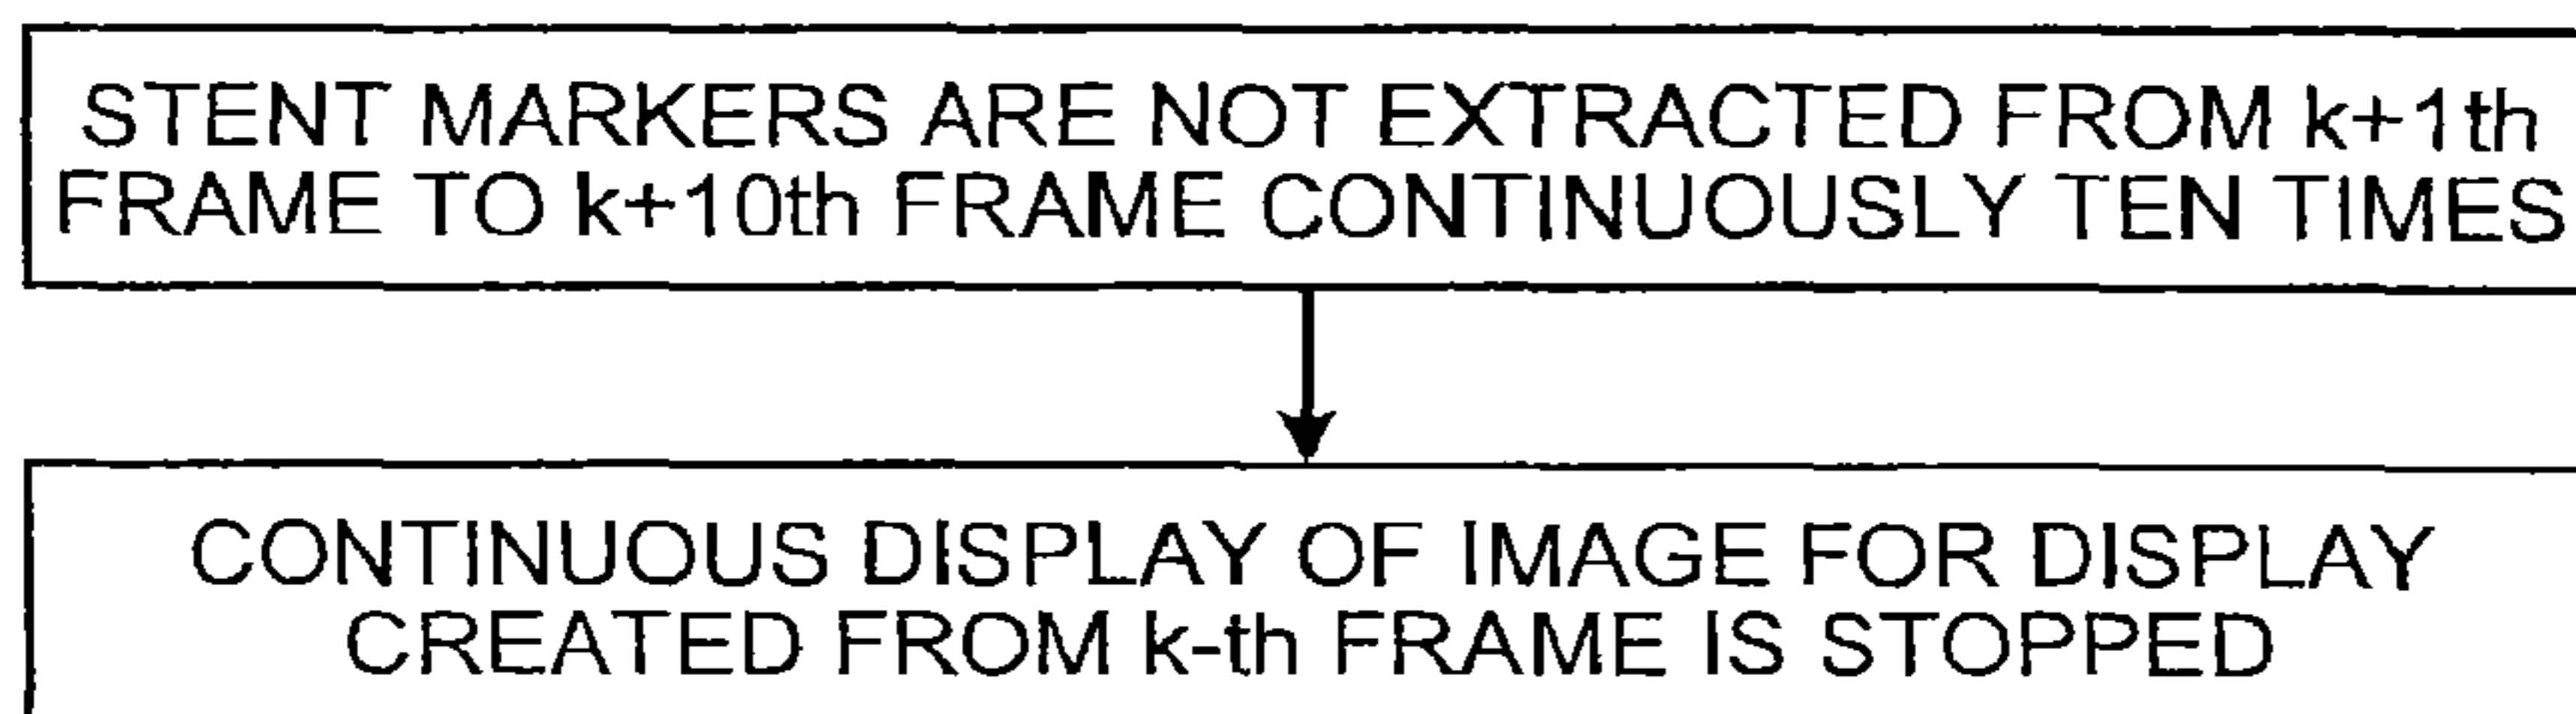 STENT MARKERS ARE NOT EXTRACTED FROM k+1th
FRAME TO k+10th FRAME CONTINUOUSLY TEN TIMES
CONTINUOUS DISPLAY OF IMAGE FOR DISPLAY
CREATED FROM k-th FRAME IS STOPPED